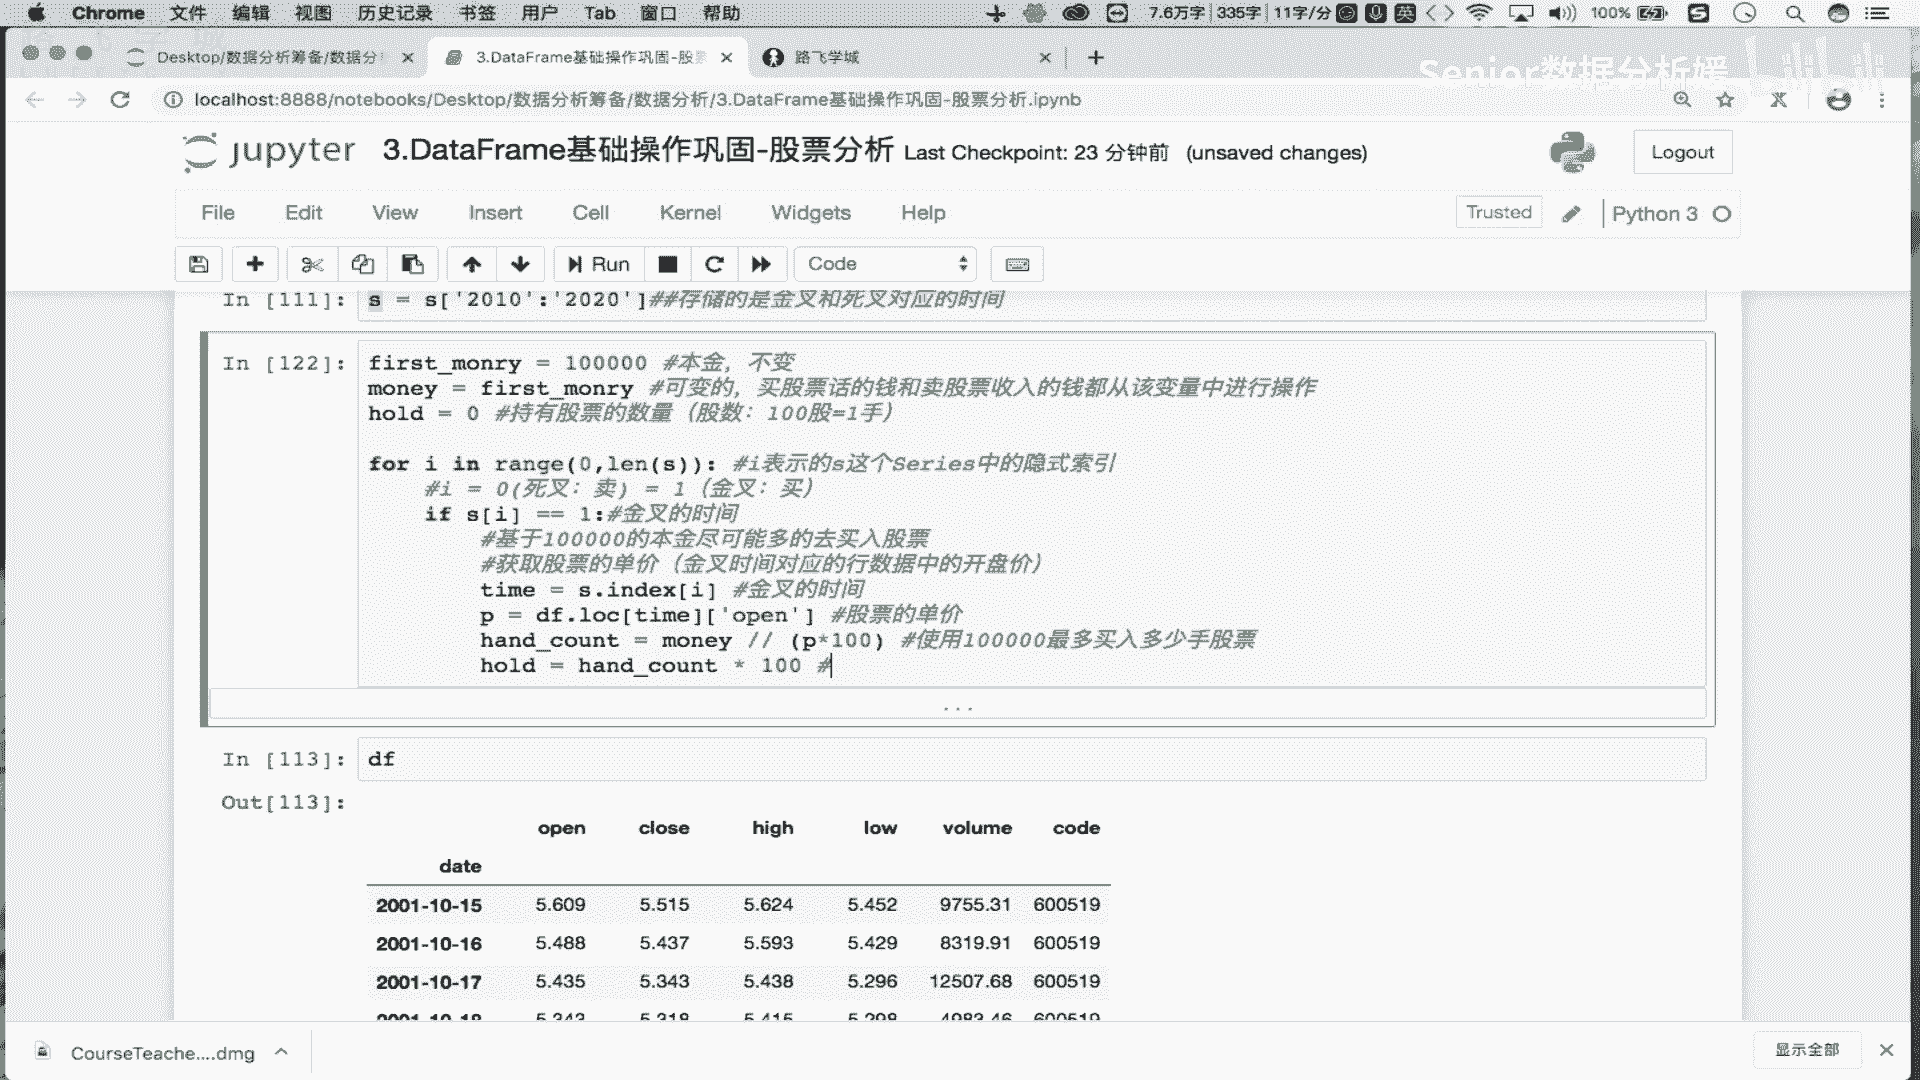 Chrome 文件 编辑 视图 历史记录 书签 用户 Tab 窗口 帮助 7.6万字 335字 11字/分 英 100%
Desktop/数据分析筹备/数据分 3.DataFrame基础操作巩固-股 路飞学城
Senior数据分析媛 bilibili
localhost:8888/notebooks/Desktop/数据分析筹备/数据分析/3.DataFrame基础操作巩固-股票分析.ipynb
jupyter 3.DataFrame基础操作巩固-股票分析 Last Checkpoint: 23 分钟前 (unsaved changes) Logout
File Edit View Insert Cell Kernel Widgets Help Trusted Python 3
Run Code
In [111]: s = s['2010':'2020']##存储的是金叉和死叉对应的时间
In [122]: first_monry = 100000 #本金，不变
money = first_monry #可变的，买股票话的钱和卖股票收入的钱都从该变量中进行操作
hold = 0 #持有股票的数量（股数：100股=1手）
for i in range(0,len(s)): #i表示的s这个Series中的隐式索引
#i = 0(死叉：卖) = 1（金叉：买）
if s[i] == 1:#金叉的时间
#基于100000的本金尽可能多的去买入股票
#获取股票的单价（金叉时间对应的行数据中的开盘价）
time = s.index[i] #金叉的时间
p = df.loc[time]['open'] #股票的单价
hand_count = money // (p*100) #使用100000最多买入多少手股票
hold = hand_count * 100 #
...
In [113]: df
Out[113]:
open close high low volume code
date
2001-10-15 5.609 5.515 5.624 5.452 9755.31 600519
2001-10-16 5.488 5.437 5.593 5.429 8319.91 600519
2001-10-17 5.435 5.343 5.438 5.296 12507.68 600519
2001-10-18 5.343 5.318 5.415 5.298 4983.46 600519
CourseTeache....dmg 显示全部